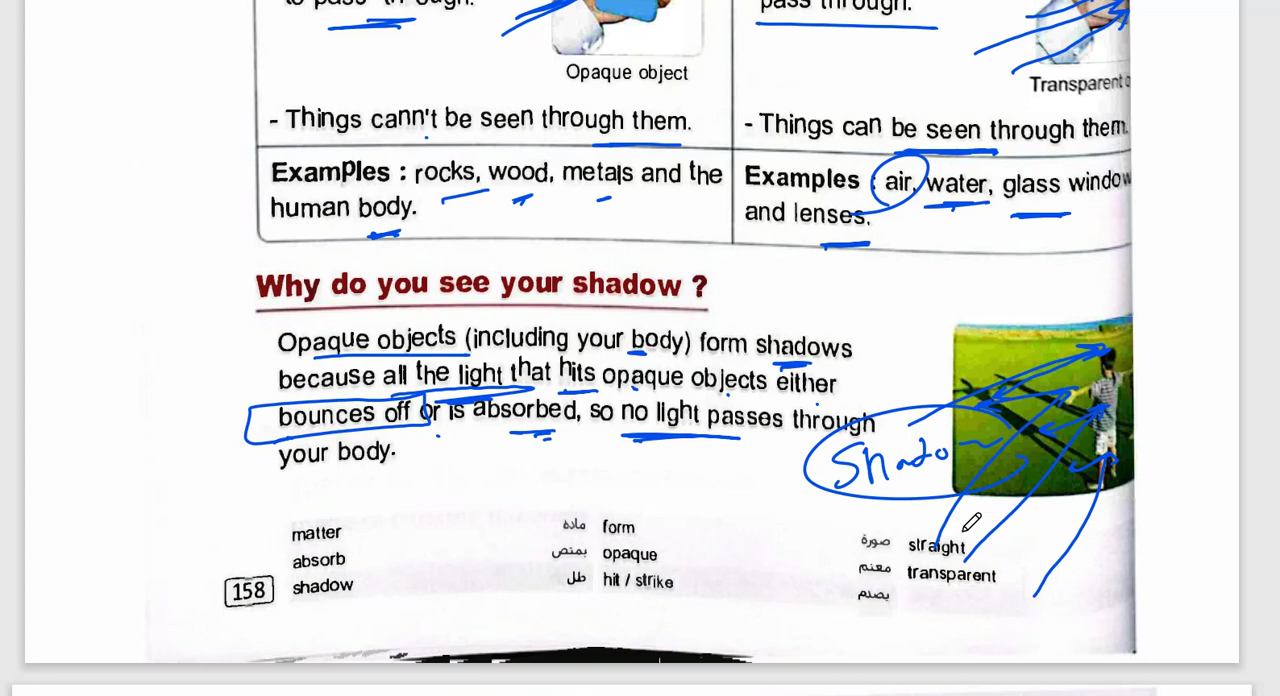 pass through.
Opaque object
Transparent
- Things cann't be seen through them.
- Things can be seen through them.
Examples : rocks, wood, metals and the
human body.
Examples : air, water, glass window
and lenses.
Why do you see your shadow ?
Opaque objects (including your body) form shadows
because all the light that hits opaque objects either
bounces off or is absorbed, so no light passes through
your body.
Shadow
matter مادة form صورة straight
absorb يمتص opaque معتم transparent
shadow ظل hit / strike يصدم
158